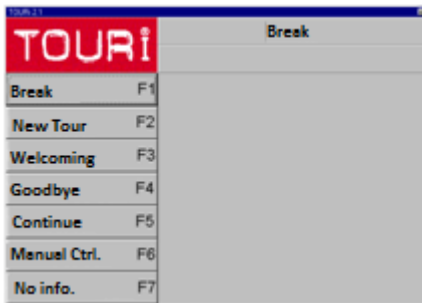 TOURI-2.1
TOURi
Break
Break F1
New Tour F2
Welcoming F3
Goodbye F4
Continue F5
Manual Ctrl. F6
No info. F7